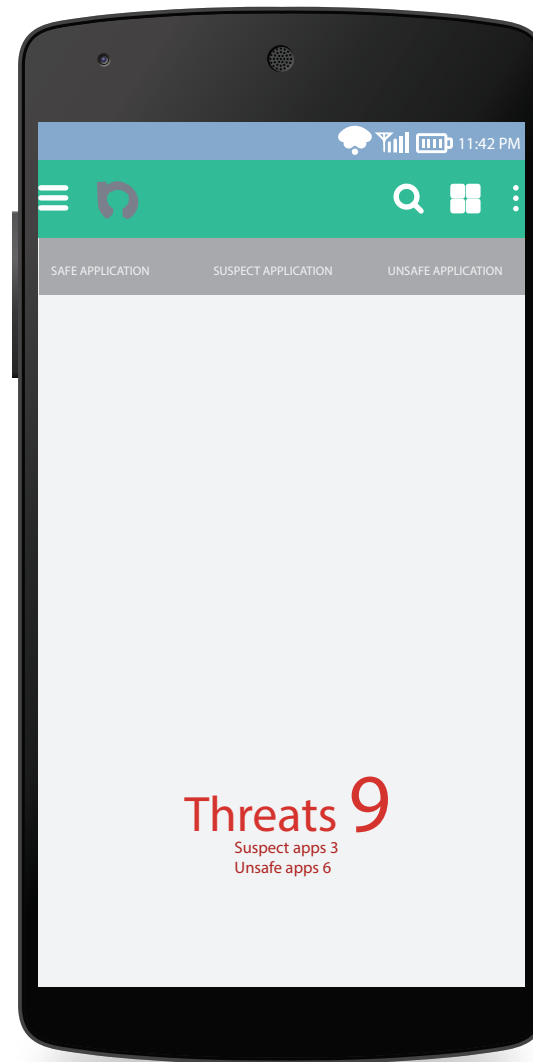 11:42 PM
SAFE APPLICATION SUSPECT APPLICATION UNSAFE APPLICATION
Threats 9
Suspect apps 3
Unsafe apps 6